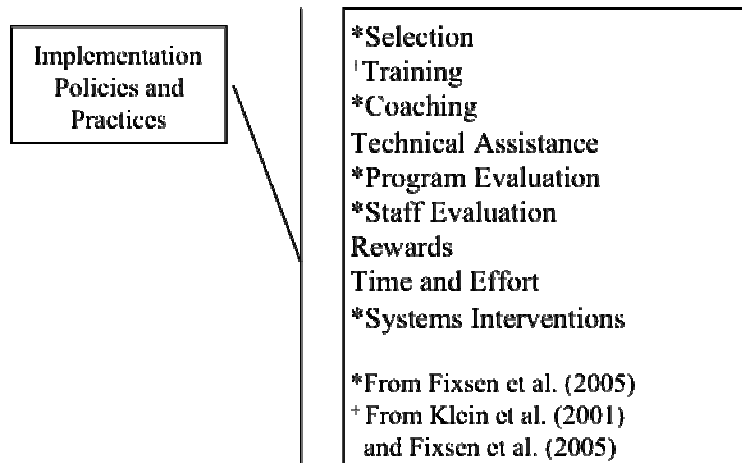 Implementation
Policies and
Practices
*Selection
+Training
*Coaching
Technical Assistance
*Program Evaluation
*Staff Evaluation
Rewards
Time and Effort
*Systems Interventions
*From Fixsen et al. (2005)
+ From Klein et al. (2001)
and Fixsen et al. 2005)